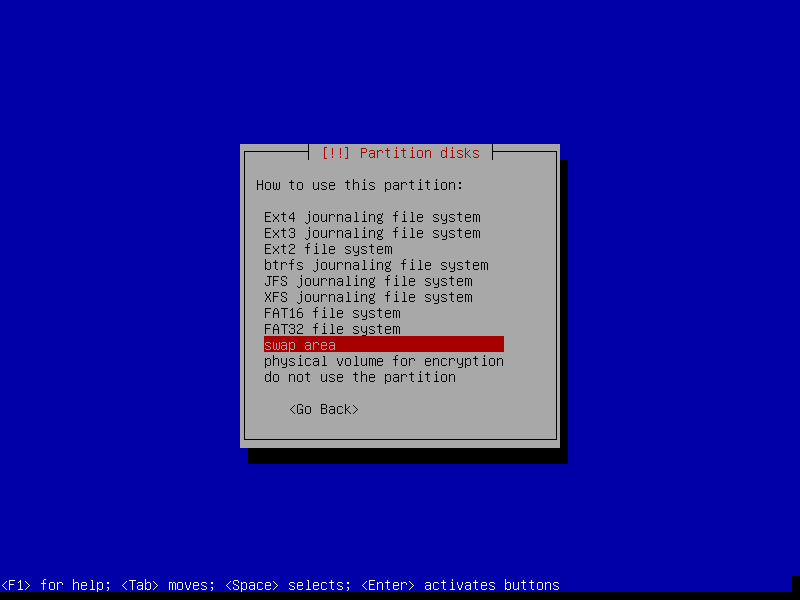 [!!] Partition disks
How to use this partition:
Ext4 journaling file system
Ext3 journaling file system
Ext2 file system
btrfs journaling file system
JFS journaling file system
XFS journaling file system
FAT16 file system
FAT32 file system
swap area
physical volume for encryption
do not use the partition
<Go Back>
<F1> for help; <Tab> moves; <Space> selects; <Enter> activates buttons